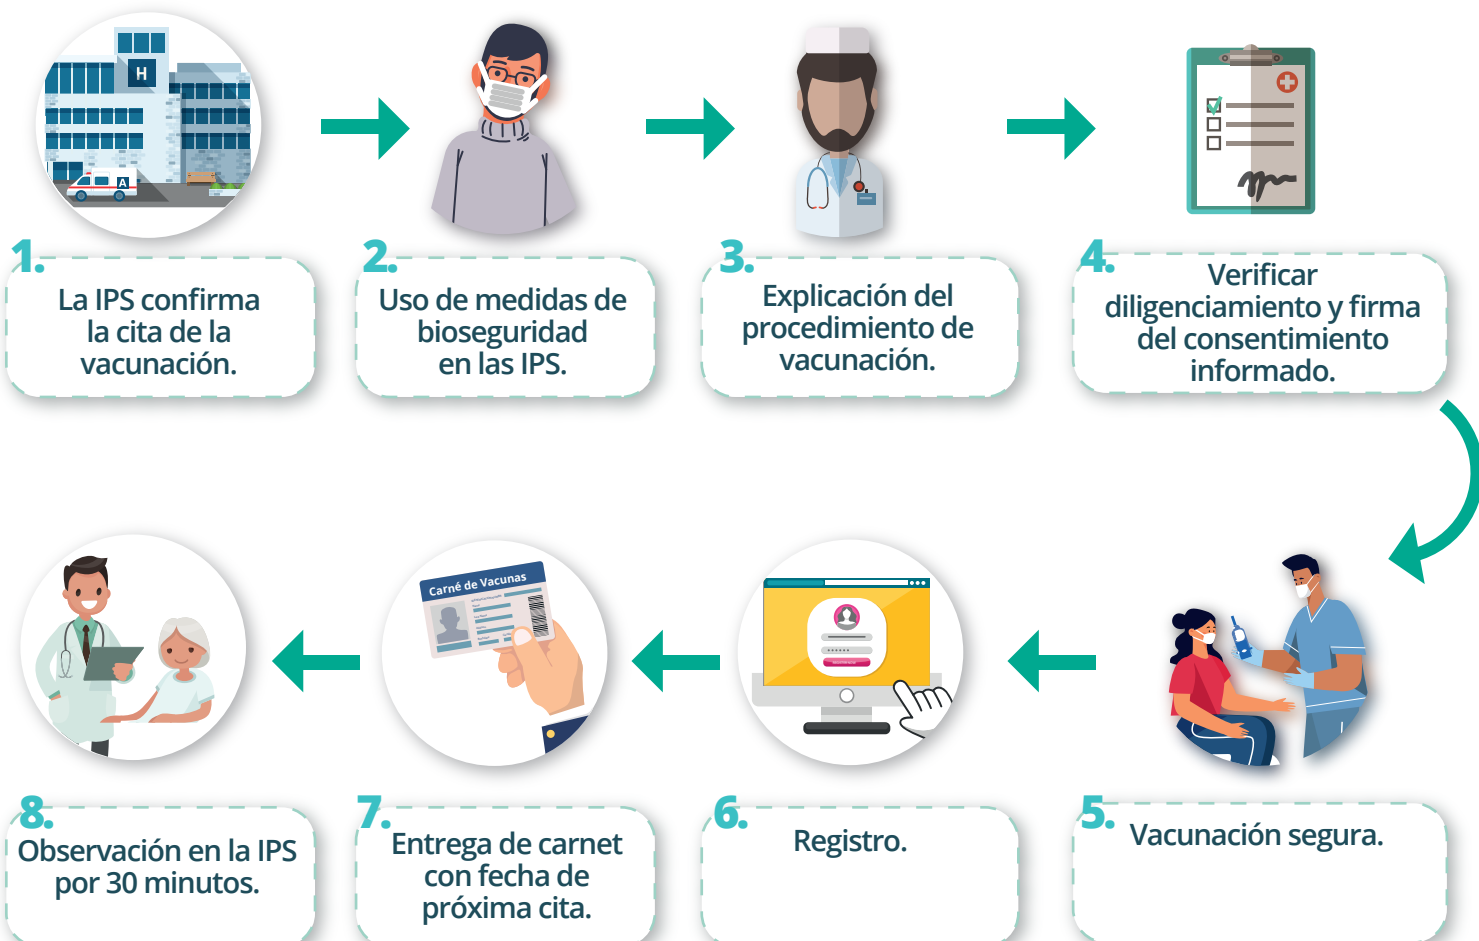 H
A
1.
La IPS confirma
la cita de la
vacunación.
2.
Uso de medidas de
bioseguridad
en las IPS.
3.
Explicación del
procedimiento de
vacunación.
4.
Verificar
diligenciamiento y firma
del consentimiento
informado.
5.
Vacunación segura.
6.
Registro.
Carné de Vacunas
7.
Entrega de carnet
con fecha de
próxima cita.
8.
Observación en la IPS
por 30 minutos.